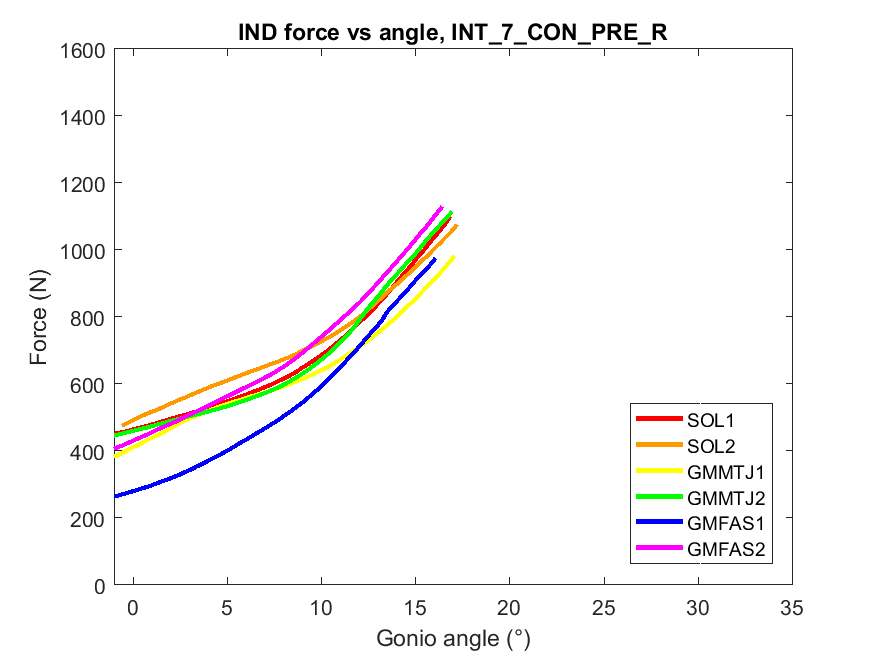 IND force vs angle, INT_7_CON_PRE_R
1600
1400
1200
1000
800
600
400
200
0
Force (N)
0 5 10 15 20 25 30 35
Gonio angle (°)
SOL1
SOL2
GMMTJ1
GMMTJ2
GMFAS1
GMFAS2